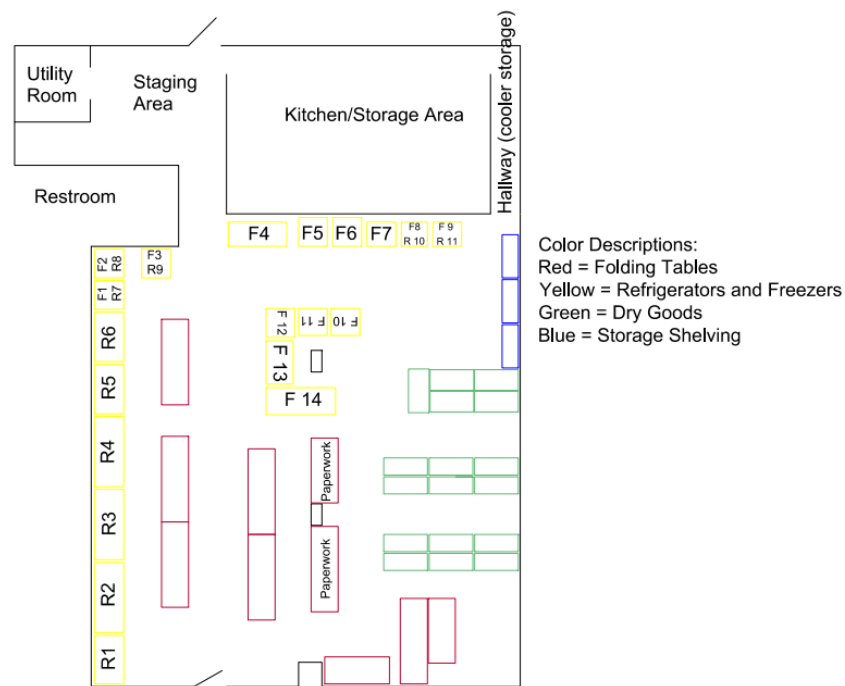 Utility
Room
Staging
Area
Kitchen/Storage Area
Hallway (cooler storage)
Restroom
F4
F5
F6
F7
F8
R 10
F 9
R 11
F2
R8
F3
R9
F1
R7
Color Descriptions:
Red = Folding Tables
Yellow = Refrigerators and Freezers
Green = Dry Goods
Blue = Storage Shelving
R6
F 12
F 11
F 10
R5
F 13
F 14
R4
Paperwork
R3
Paperwork
R2
R1